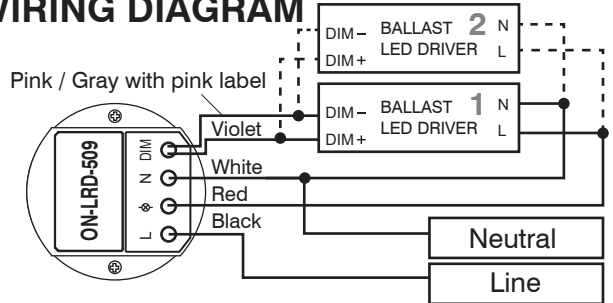 WIRING DIAGRAM
DIM–
DIM+
BALLAST 2
LED DRIVER
N
L
Pink / Gray with pink label
DIM–
DIM+
BALLAST 1
LED DRIVER
N
L
Violet
White
Red
Black
ON-LRD-509
DIM
N
L
Neutral
Line